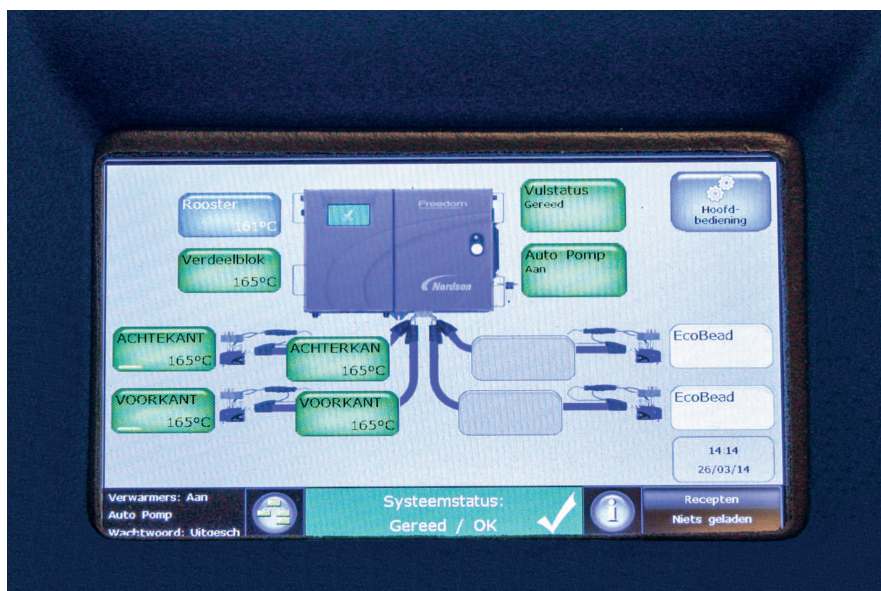 Rooster
161°C
Verdeelblok
165°C
Freedom
Nordson
Vulstatus
Gereed
Auto Pomp
Aan
Hoofd-
bediening
ACHTEKANT
165°C
ACHTERKAN
165°C
EcoBead
VOORKANT
165°C
VOORKANT
165°C
EcoBead
14:14
26/03/14
Verwarmers: Aan
Auto Pomp
Wachtwoord: Uitgesch
Systeemstatus:
Gereed / OK
i
Recepten
Niets geladen